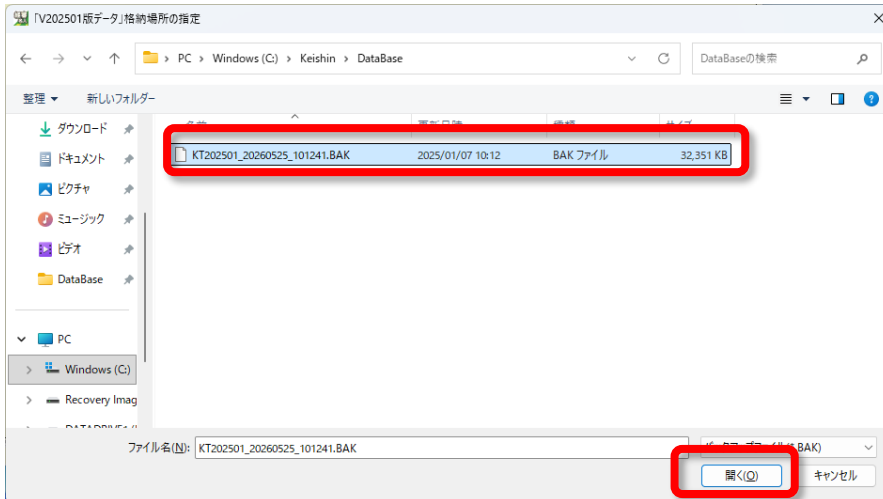 「V202501版データ」格納場所の指定
PC > Windows (C:) > Keishin > DataBase
DataBaseの検索
整理
新しいフォルダー
ダウンロード
KT202501_20260525_101241.BAK 2025/01/07 10:12 BAK ファイル 32,351 KB
ドキュメント
ピクチャ
ミュージック
ビデオ
DataBase
PC
Windows (C:)
Recovery Imag
ファイル名(N): KT202501_20260525_101241.BAK
BAK)
開く(O)
キャンセル